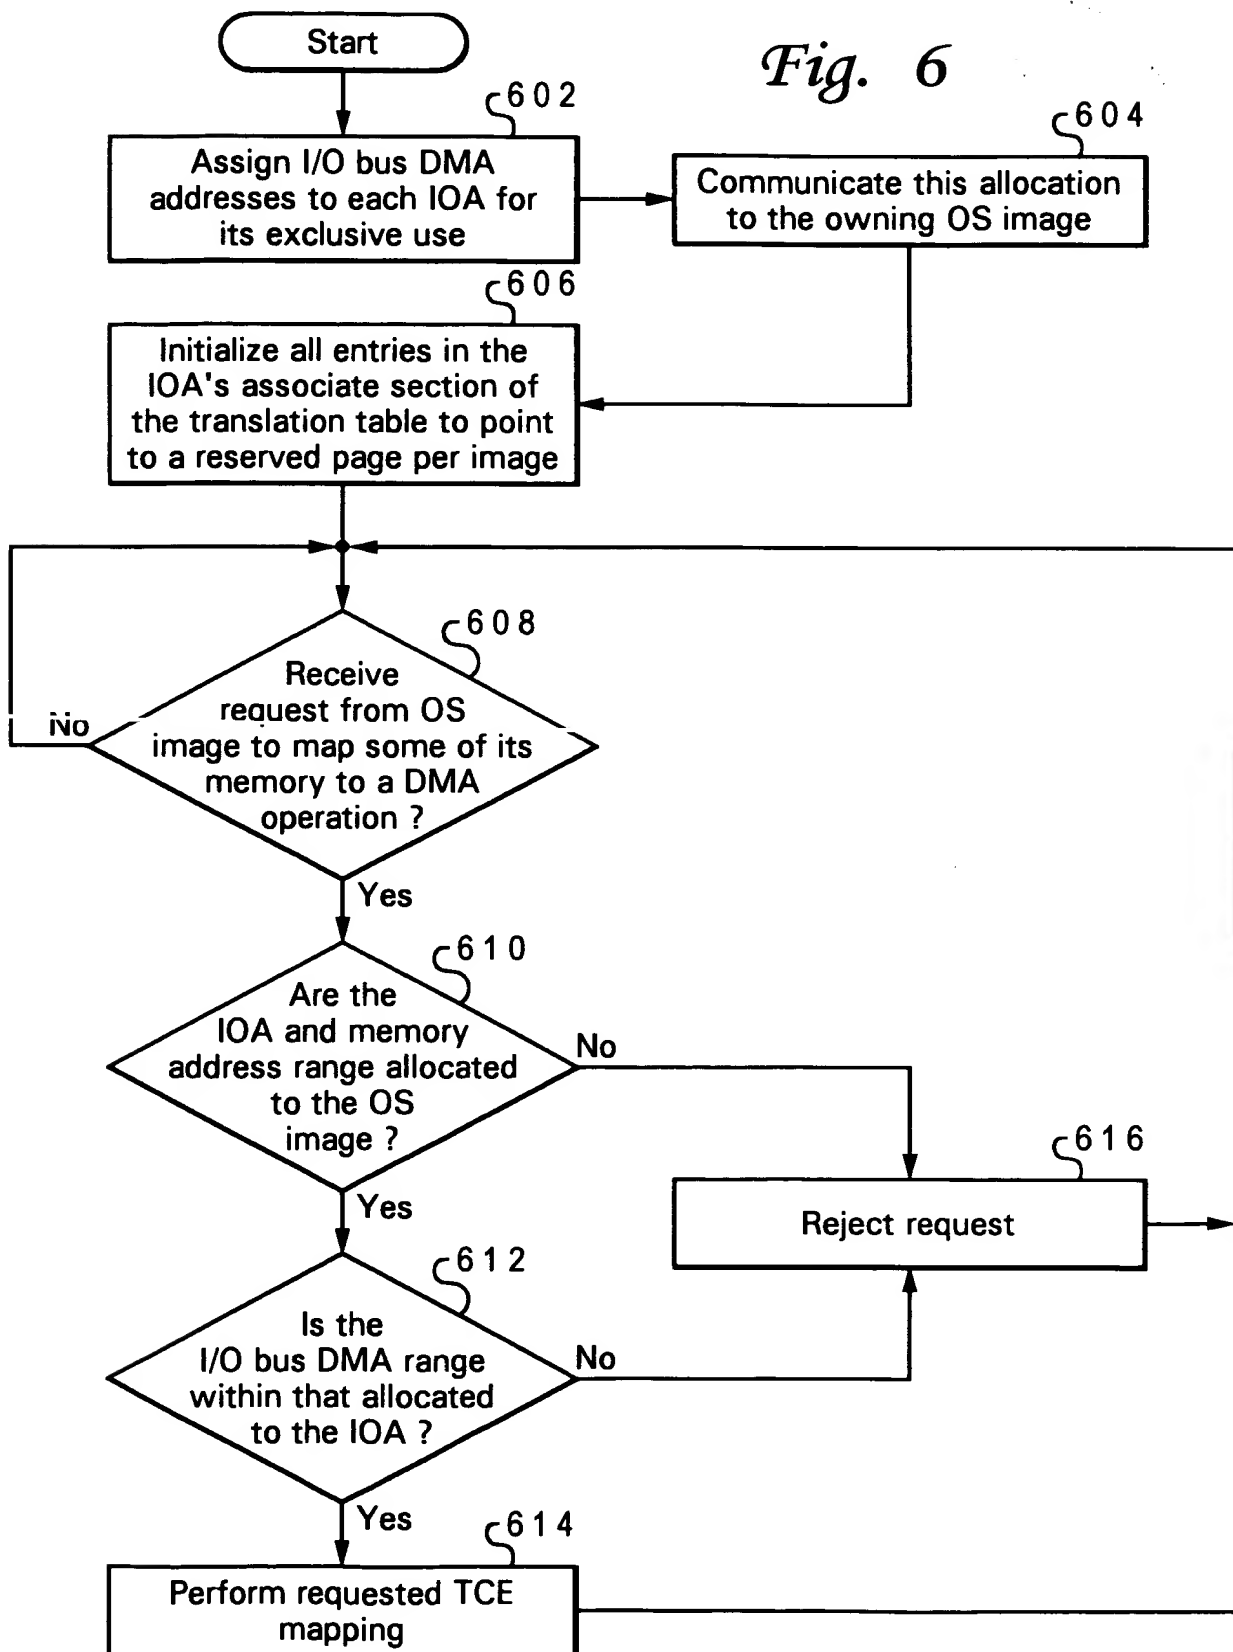 Start
Fig. 6
602
Assign I/O bus DMA
addresses to each IOA for
its exclusive use
604
Communicate this allocation
to the owning OS image
606
Initialize all entries in the
IOA's associate section of
the translation table to point
to a reserved page per image
608
Receive
request from OS
image to map some of its
memory to a DMA
operation ?
No
Yes
610
Are the
IOA and memory
address range allocated
to the OS
image ?
No
Yes
616
Reject request
612
Is the
I/O bus DMA range
within that allocated
to the IOA ?
No
Yes
614
Perform requested TCE
mapping